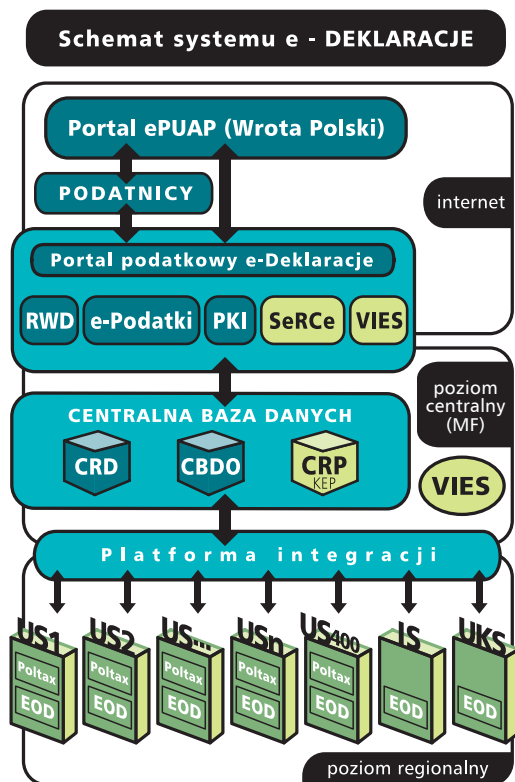 Schemat systemu e - DEKLARACJE
Portal ePUAP (Wrota Polski)
PODATNICY
internet
Portal podatkowy e-Deklaracje
RWD
e-Podatki
PKI
SeRCe
VIES
poziom
centralny
(MF)
CENTRALNA BAZA DANYCH
CRD
CBDO
CRP
KEP
VIES
Platforma integracji
US1
US2
US...
USn
US400
IS
UKS
Poltax
Poltax
Poltax
Poltax
Poltax
EOD
EOD
EOD
EOD
EOD
EOD
EOD
poziom regionalny